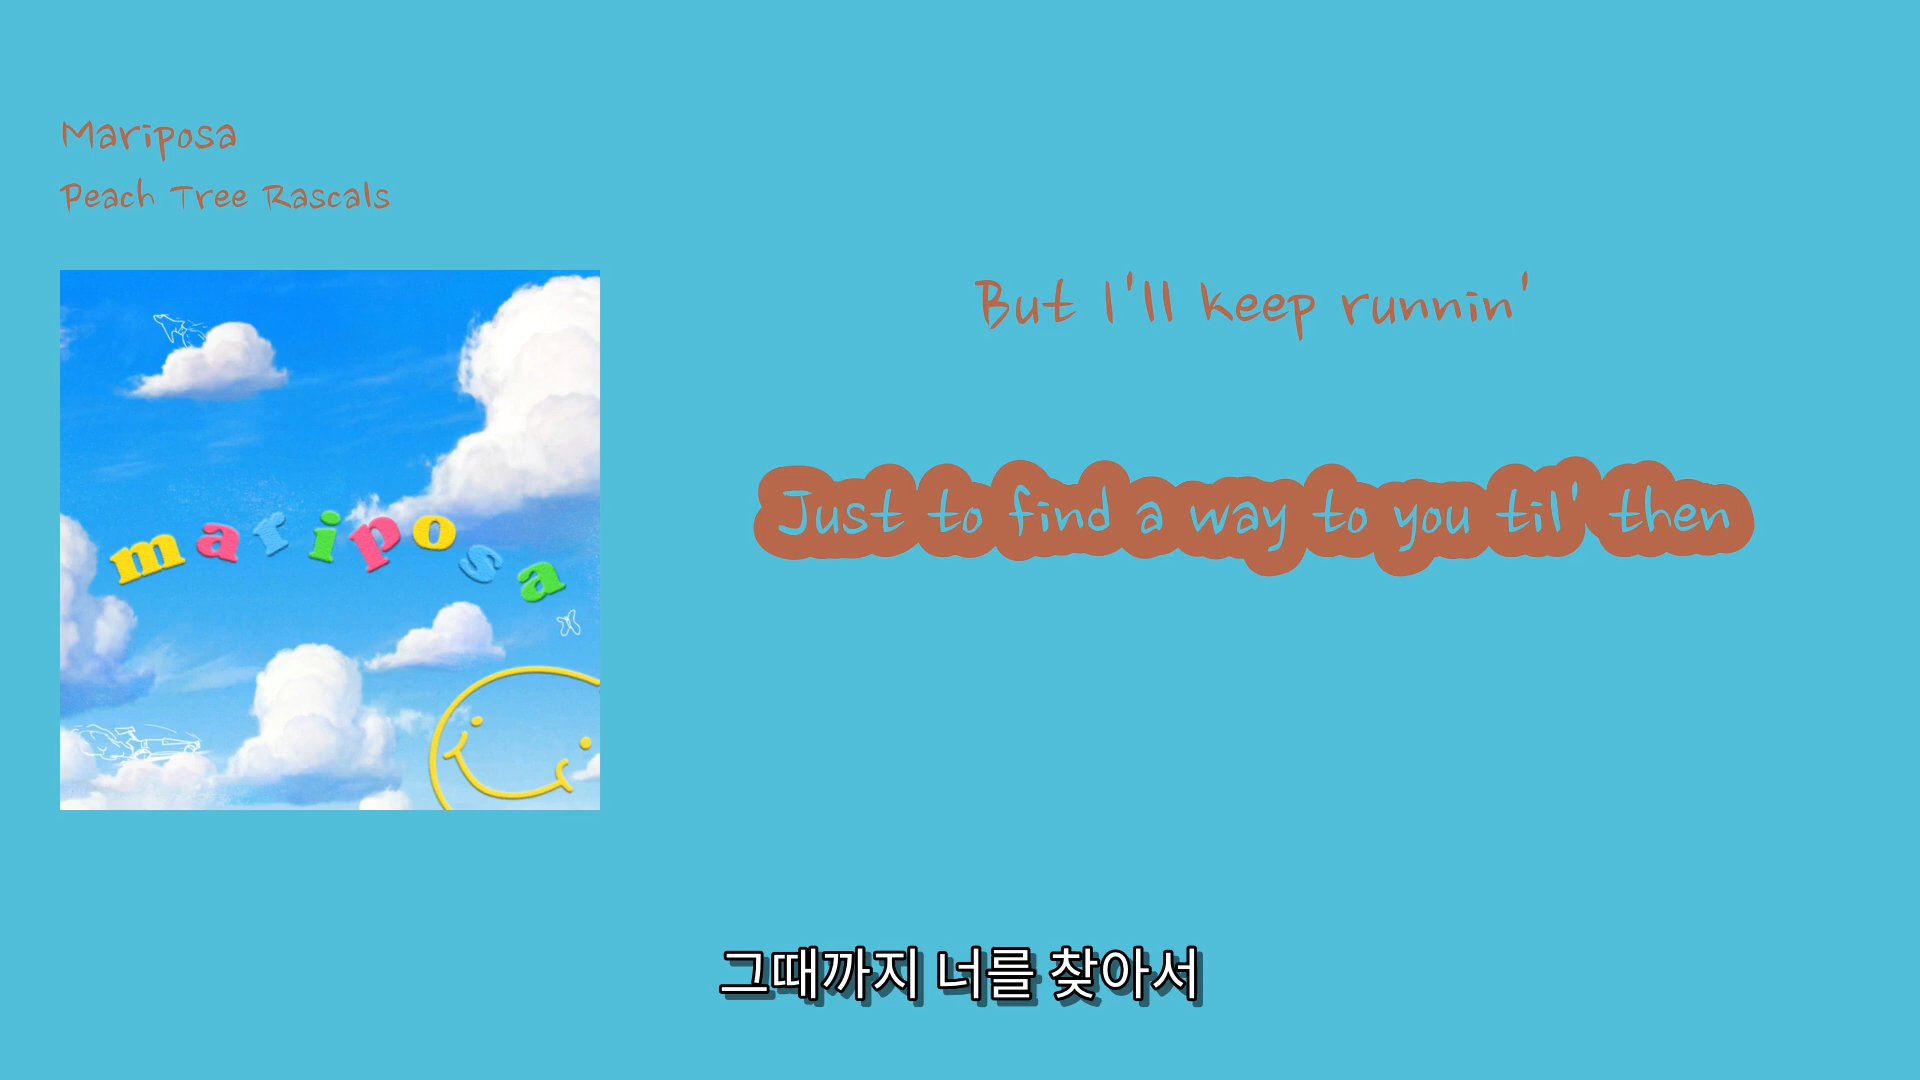 Mariposa
Peach Tree Rascals
mariposa
But I'll keep runnin'
Just to find a way to you til' then
그때까지 너를 찾아서